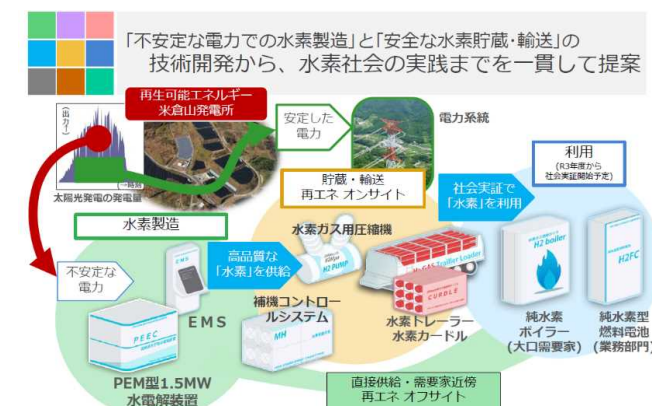 「不安定な電力での水素製造」と「安全な水素貯蔵・輸送」の
技術開発から、水素社会の実践までを一貫して提案
(出力↑)
(→時刻)
太陽光発電の発電量
再生可能エネルギー
米倉山発電所
安定した
電力
電力系統
利用
(R3年度から
社会実証開始予定)
貯蔵・輸送
再エネ オンサイト
社会実証で
「水素」を利用
水素製造
不安定な
電力
高品質な
「水素」を供給
水素ガス用圧縮機
H2 PUMP
H2 GAS Trailer Loader
CURDLE
H2 boiler
H2FC
EMS
補機コントロー
ルシステム
MH
PEEC
水素トレーラー
水素カードル
純水素
ボイラー
(大口需要家)
純水素型
燃料電池
(業務部門)
PEM型1.5MW
水電解装置
直接供給・需要家近傍
再エネ オフサイト